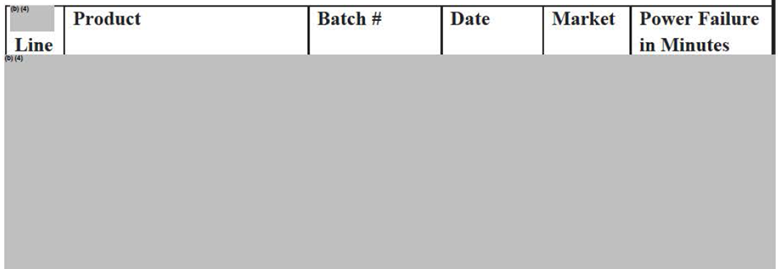 (b) (4)
Line Product Batch # Date Market Power Failure
in Minutes
(b) (4)